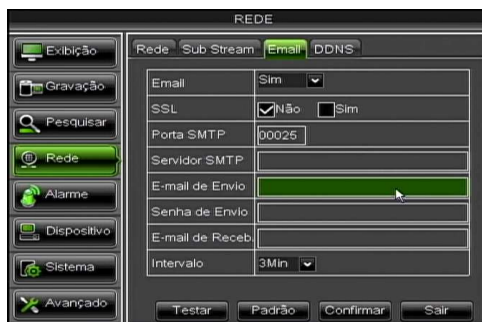 REDE
Exibição
Gravação
Pesquisar
Rede
Alarme
Dispositivo
Sistema
Avançado
Rede Sub Stream Email DDNS
Email Sim
SSL Não Sim
Porta SMTP 00025
Servidor SMTP
E-mail de Envio
Senha de Envio
E-mail de Receb.
Intervalo 3Min
Testar Padrão Confirmar Sair